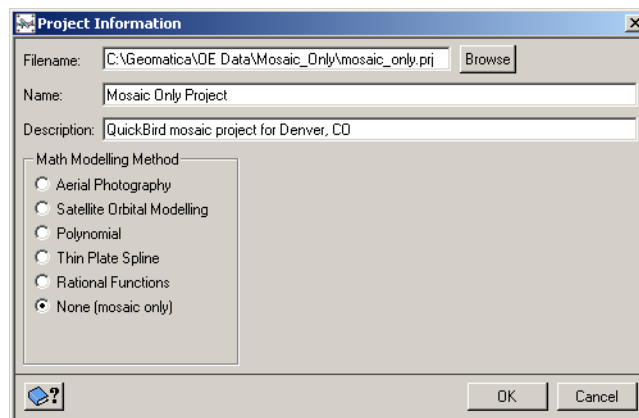 Project Information
Filename: C:\Geomatica\OE Data\Mosaic_Only\mosaic_only.prj Browse
Name: Mosaic Only Project
Description: QuickBird mosaic project for Denver, CO
Math Modelling Method
Aerial Photography
Satellite Orbital Modelling
Polynomial
Thin Plate Spline
Rational Functions
None (mosaic only)
? OK Cancel